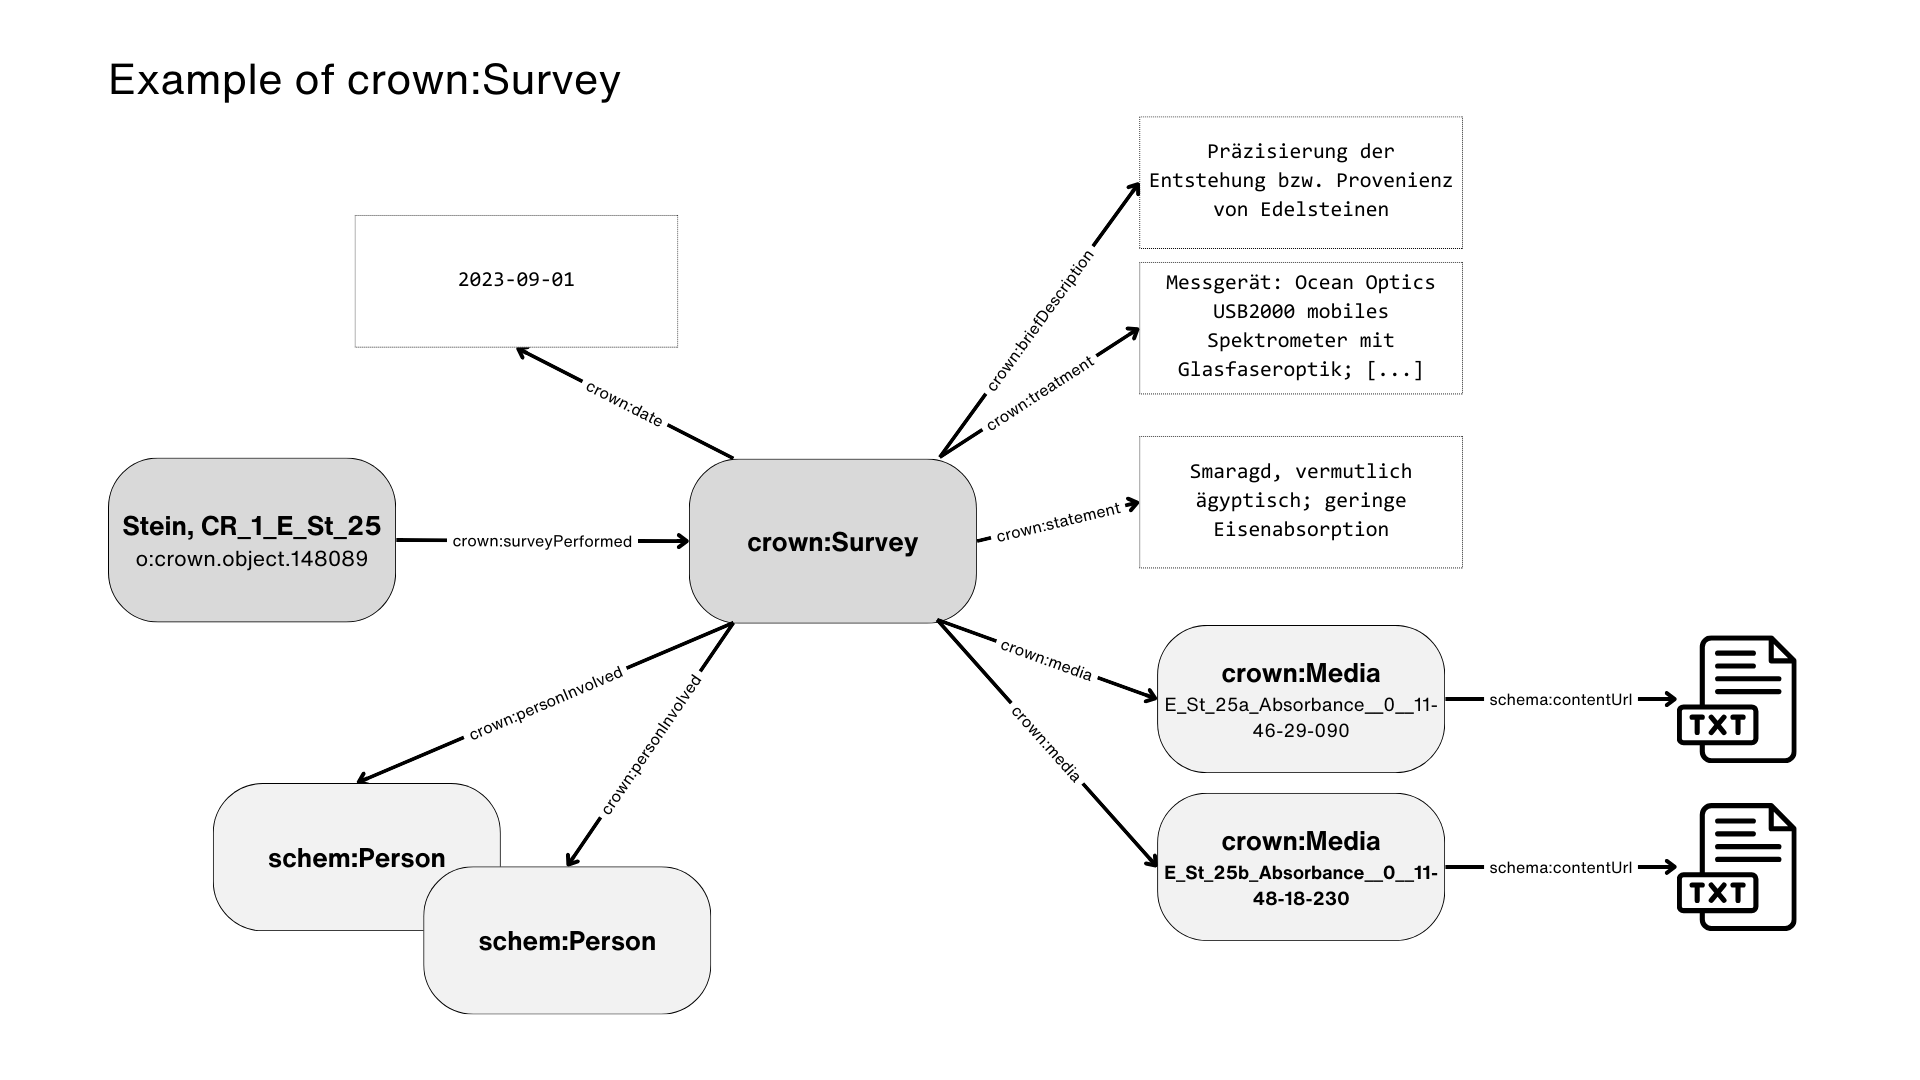 Example of crown:Survey
Präzisierung der
Entstehung bzw. Provenienz
von Edelsteinen
2023-09-01
Messgerät: Ocean Optics
USB2000 mobiles
Spektrometer mit
Glasfaseroptik; [...]
crown:briefDescription
crown:treatment
crown:date
Smaragd, vermutlich
ägyptisch; geringe
Eisenabsorption
crown:statement
Stein, CR_1_E_St_25
o:crown.object.148089
crown:surveyPerformed
crown:Survey
crown:personInvolved
crown:personInvolved
crown:media
crown:media
crown:Media
E_St_25a_Absorbance__0__11-
46-29-090
schema:contentUrl
TXT
crown:Media
E_St_25b_Absorbance__0__11-
48-18-230
schema:contentUrl
TXT
schem:Person
schem:Person